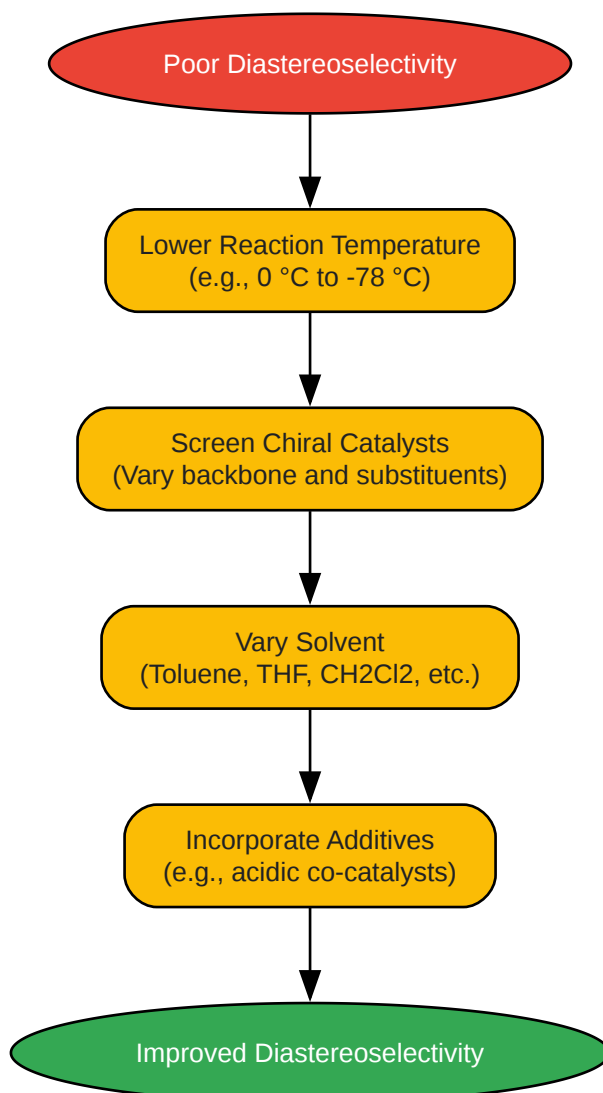 Poor Diastereoselectivity
Lower Reaction Temperature
(e.g., 0 °C to -78 °C)
Screen Chiral Catalysts
(Vary backbone and substituents)
Vary Solvent
(Toluene, THF, CH2Cl2, etc.)
Incorporate Additives
(e.g., acidic co-catalysts)
Improved Diastereoselectivity